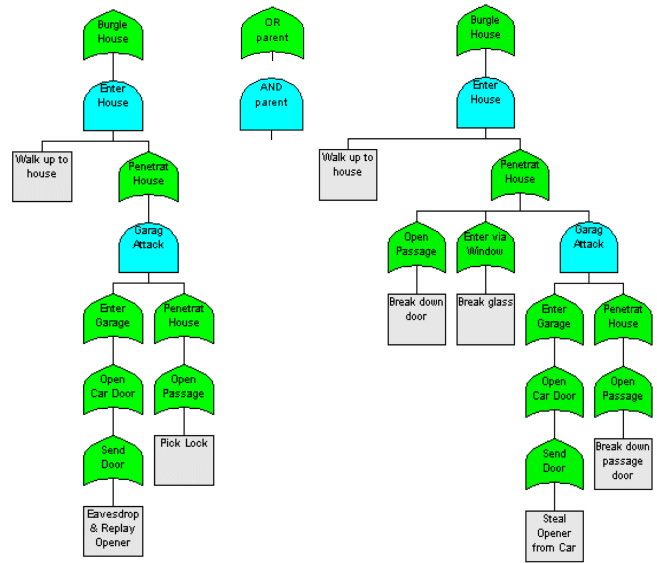 Burgle
House
Enter
House
Walk up to
house
Penetrat
House
Garag
Attack
Enter
Garage
Penetrat
House
Open
Car Door
Open
Passage
Send
Door
Pick Lock
Eavesdrop
& Replay
Opener
OR
parent
AND
parent
Burgle
House
Enter
House
Walk up to
house
Penetrat
House
Open
Passage
Enter via
Window
Garag
Attack
Break down
door
Break glass
Enter
Garage
Penetrat
House
Open
Car Door
Open
Passage
Send
Door
Break down
passage
door
Steal
Opener
from Car